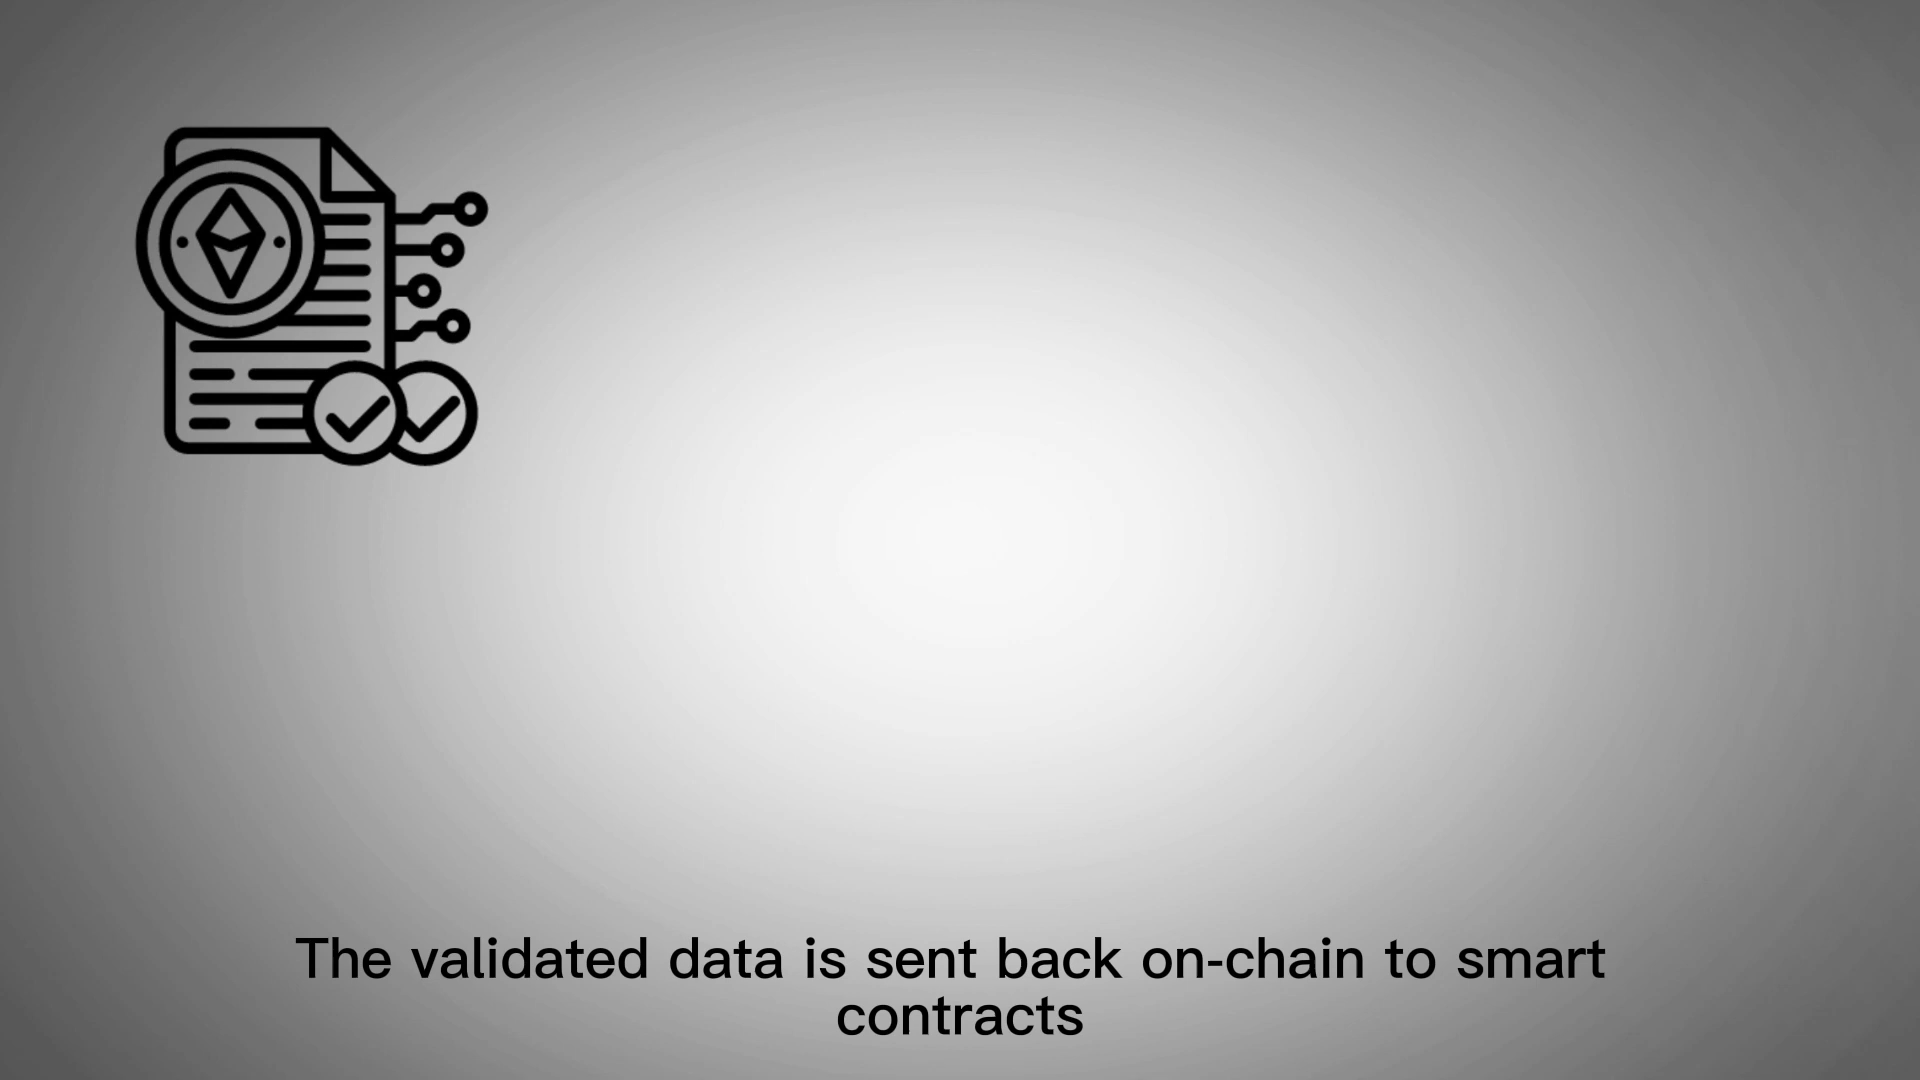 The validated data is sent back on-chain to smart
contracts